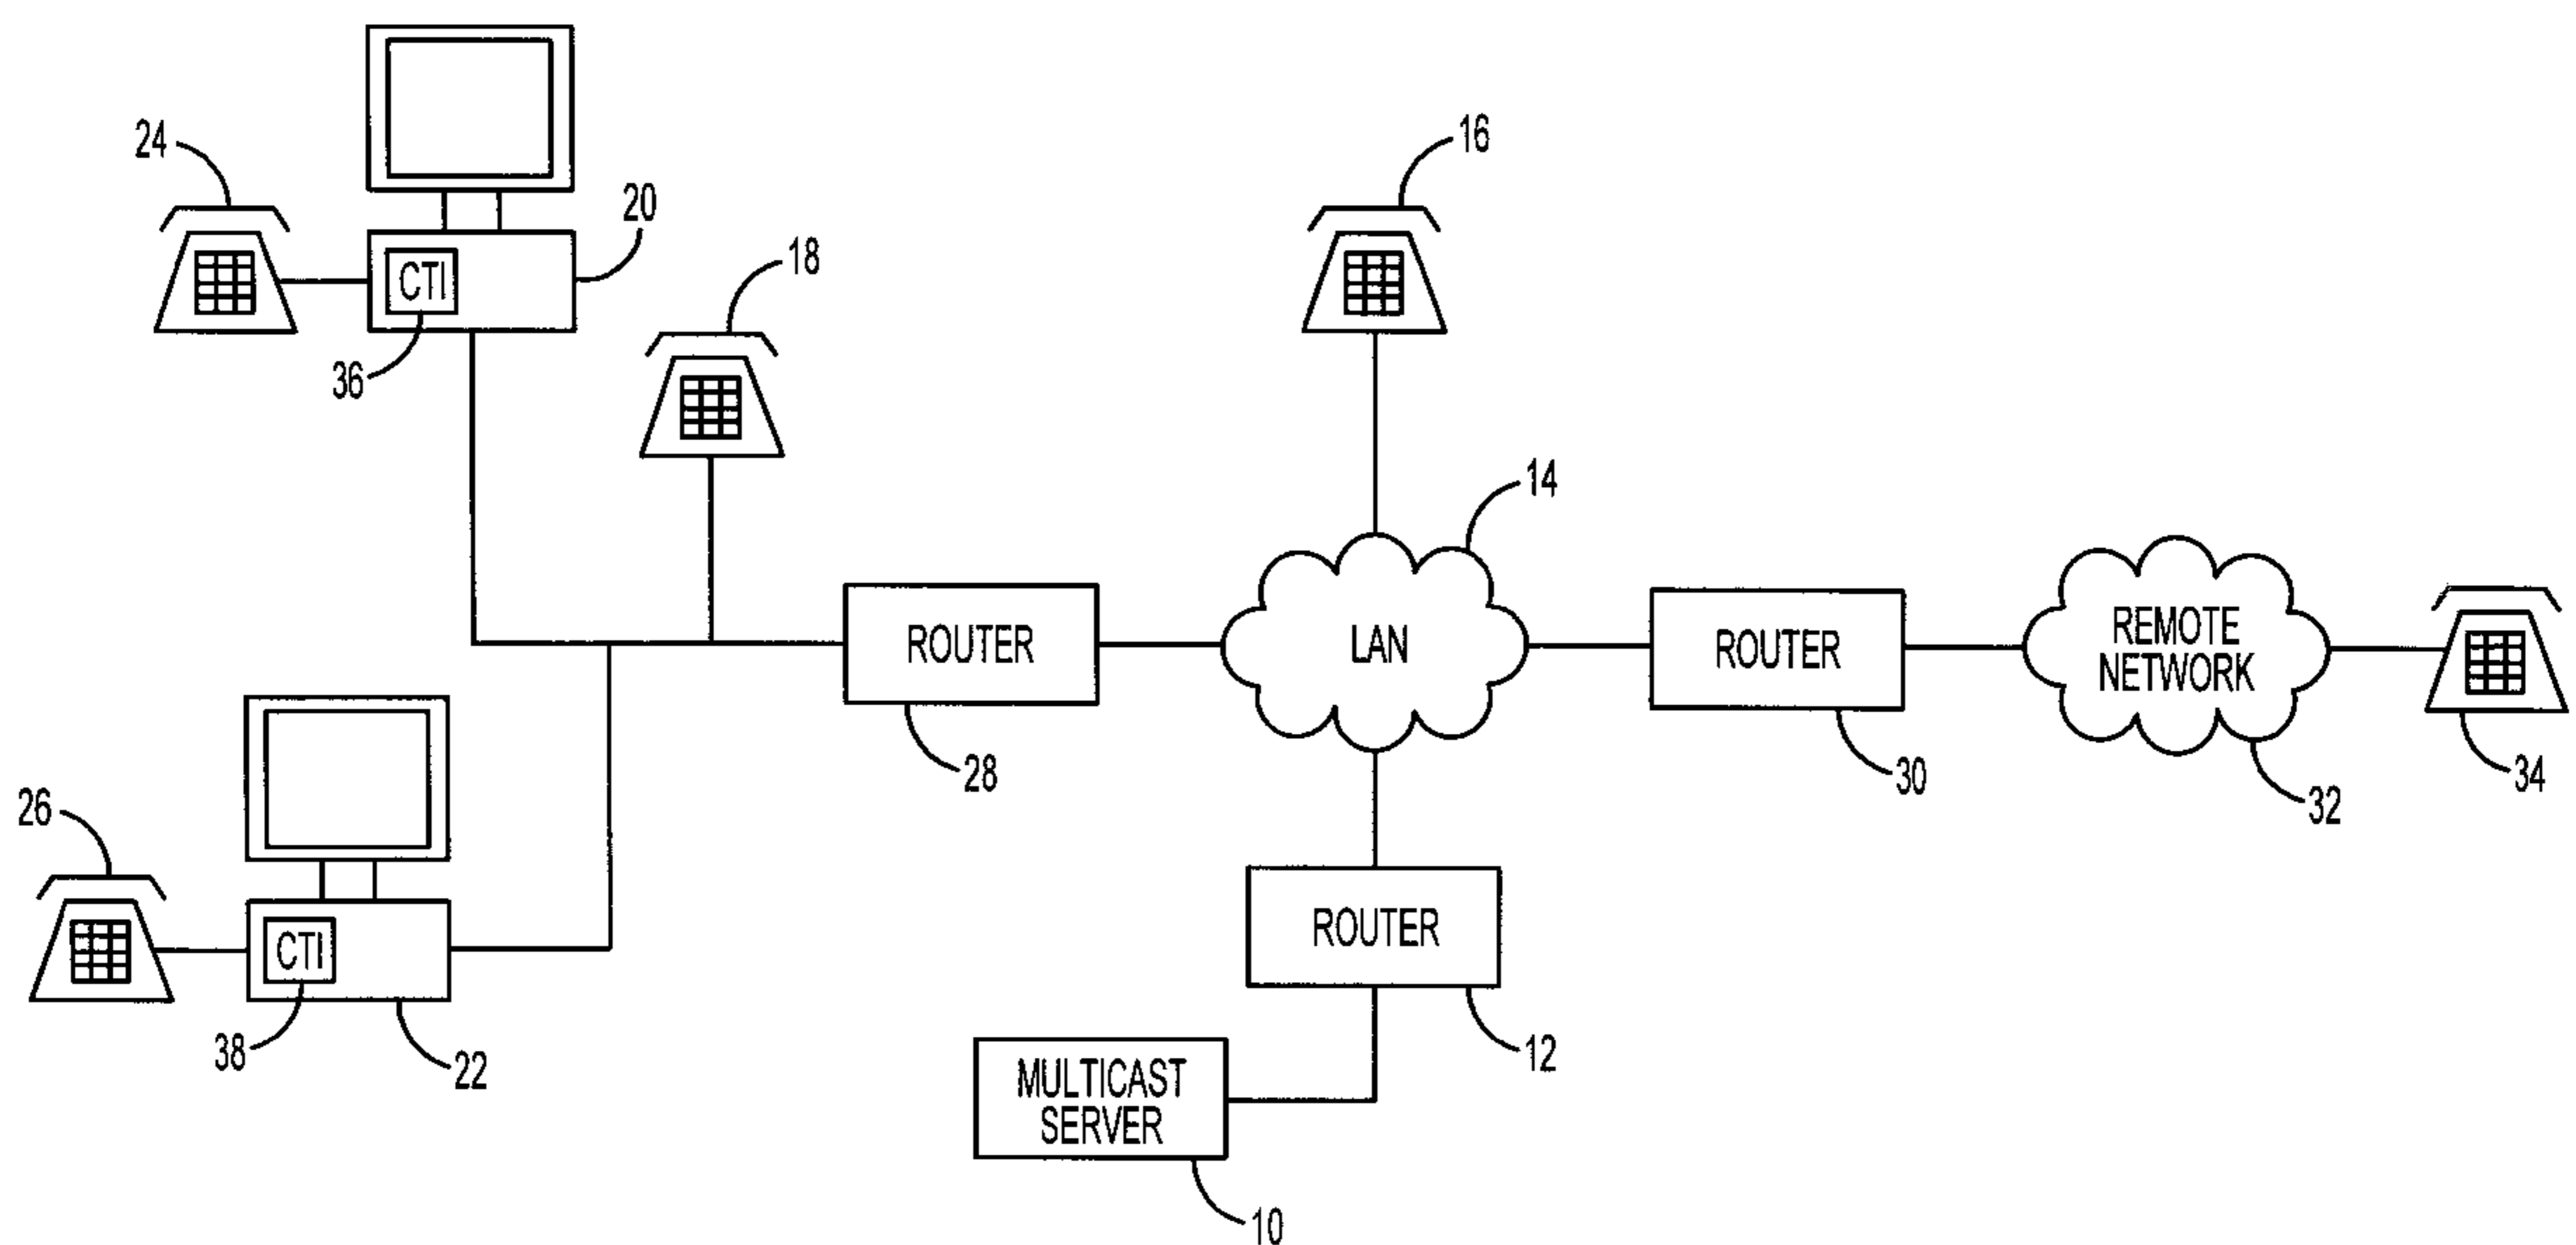 24
20
CTI
36
18
16
14
ROUTER
28
LAN
ROUTER
30
REMOTE
NETWORK
32
34
26
CTI
38
22
ROUTER
12
MULTICAST
SERVER
10